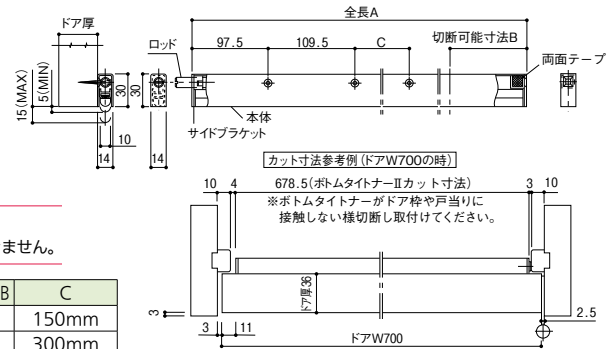 全長A
ドア厚
ロッド
97.5
109.5
C
切断可能寸法B
両面テープ
15(MAX)
5(MIN)
30
30
本体
サイドブラケット
10
14
14
カット寸法参考例(ドアW700の時)
10
4
678.5(ボトムタイトナーⅡカット寸法)
3
10
※ボトムタイトナーがドア枠や戸当りに
接触しない様切断し取付けてください。
ません。
B
C
150mm
300mm
ドア厚36
3
3
11
ドアW700
2.5